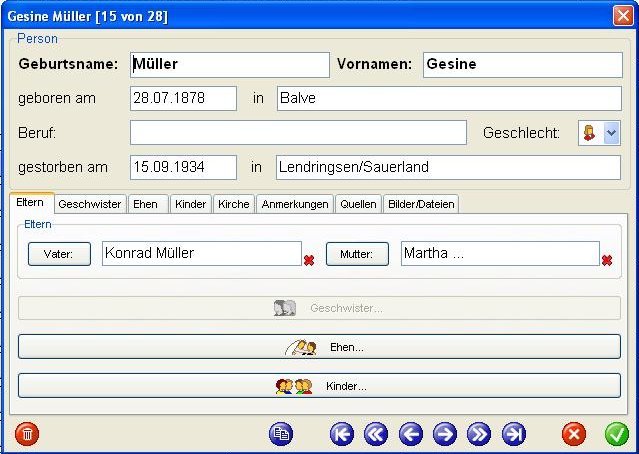 Gesine Müller [15 von 28]
Person
Geburtsname: Müller Vornamen: Gesine
geboren am 28.07.1878 in Balve
Beruf: Geschlecht:
gestorben am 15.09.1934 in Lendringsen/Sauerland
Eltern Geschwister Ehen Kinder Kirche Anmerkungen Quellen Bilder/Dateien
Eltern
Vater: Konrad Müller Mutter: Martha ...
Geschwister...
Ehen...
Kinder...